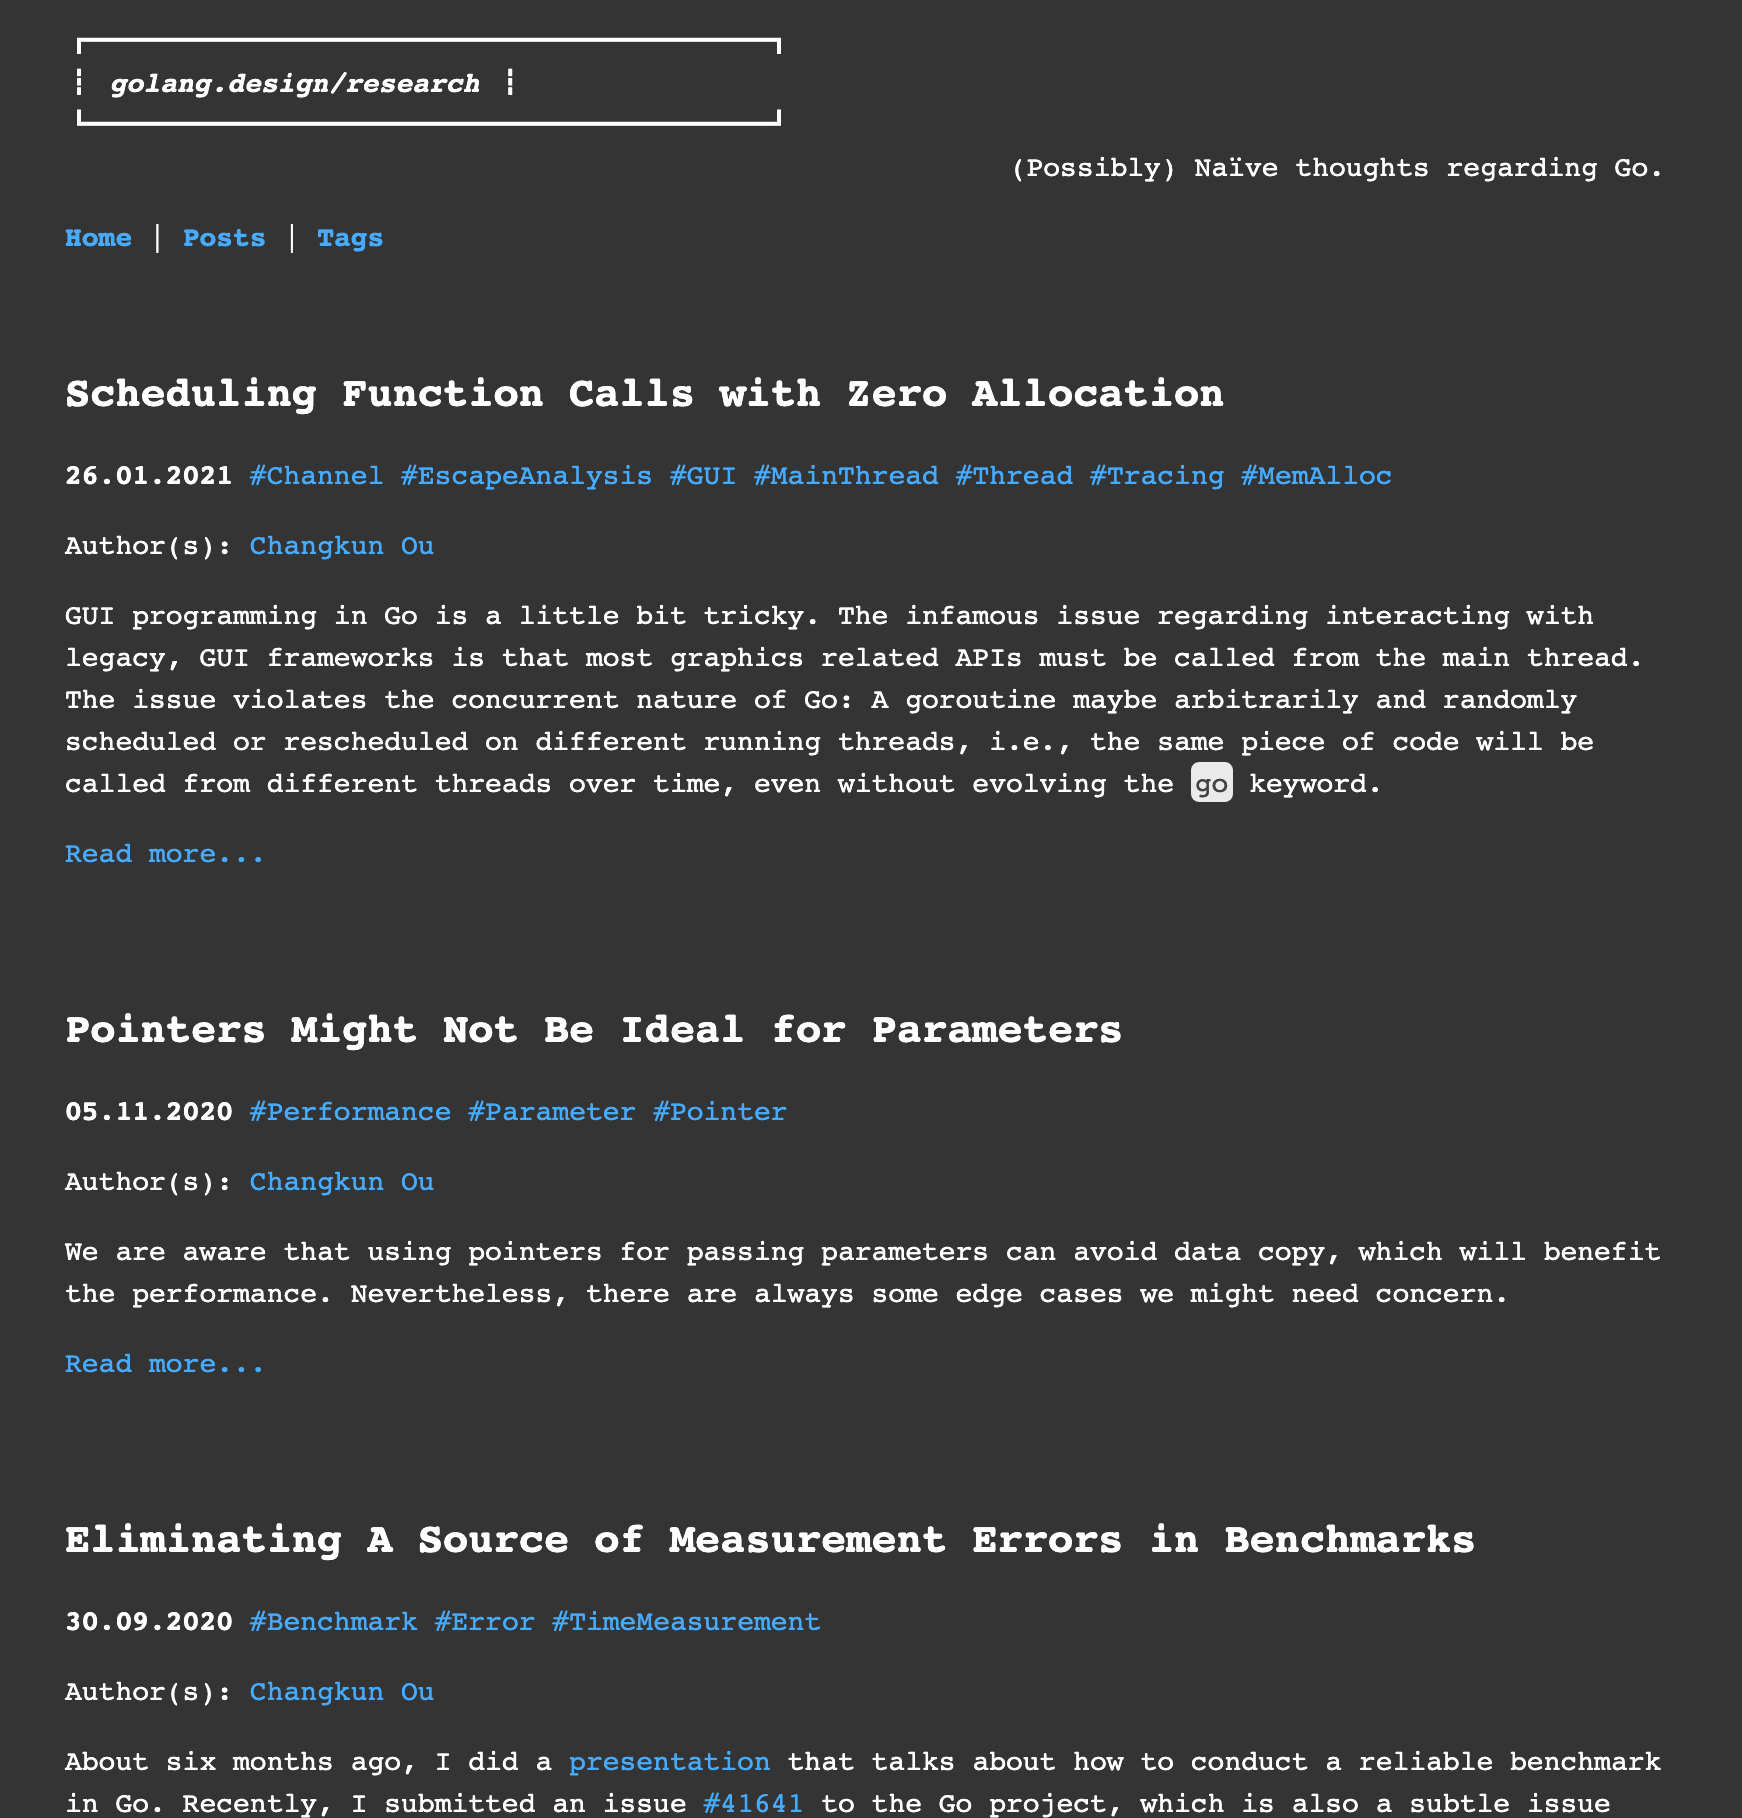 golang.design/research
(Possibly) Naïve thoughts regarding Go.
Home | Posts | Tags
Scheduling Function Calls with Zero Allocation
26.01.2021 #Channel #EscapeAnalysis #GUI #MainThread #Thread #Tracing #MemAlloc
Author(s): Changkun Ou
GUI programming in Go is a little bit tricky. The infamous issue regarding interacting with
legacy, GUI frameworks is that most graphics related APIs must be called from the main thread.
The issue violates the concurrent nature of Go: A goroutine maybe arbitrarily and randomly
scheduled or rescheduled on different running threads, i.e., the same piece of code will be
called from different threads over time, even without evolving the go keyword.
Read more...
Pointers Might Not Be Ideal for Parameters
05.11.2020 #Performance #Parameter #Pointer
Author(s): Changkun Ou
We are aware that using pointers for passing parameters can avoid data copy, which will benefit
the performance. Nevertheless, there are always some edge cases we might need concern.
Read more...
Eliminating A Source of Measurement Errors in Benchmarks
30.09.2020 #Benchmark #Error #TimeMeasurement
Author(s): Changkun Ou
About six months ago, I did a presentation that talks about how to conduct a reliable benchmark
in Go. Recently, I submitted an issue #41641 to the Go project, which is also a subtle issue